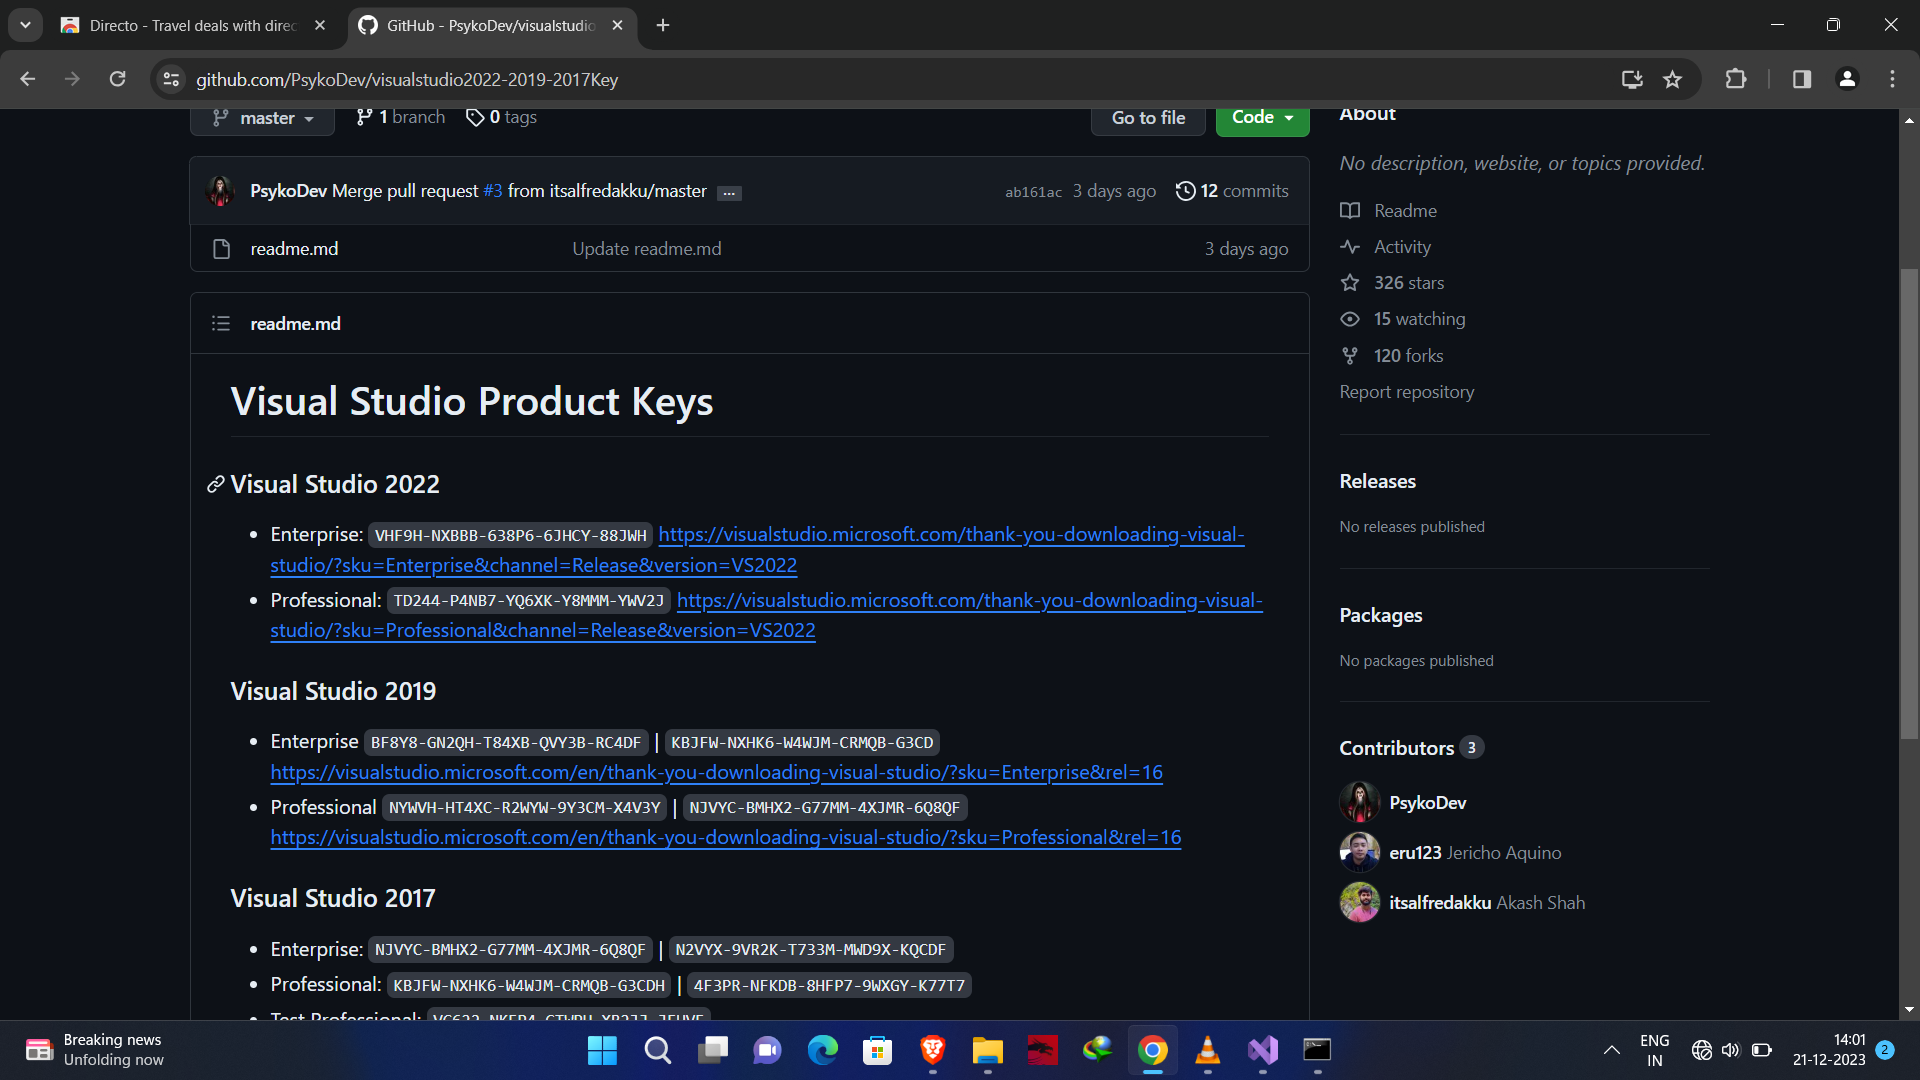 Directo - Travel deals with direc
GitHub - PsykoDev/visualstudio
github.com/PsykoDev/visualstudio2022-2019-2017Key
master
1 branch
0 tags
Go to file
Code
PsykoDev Merge pull request #3 from itsalfredakku/master ...
ab161ac 3 days ago
12 commits
readme.md
Update readme.md
3 days ago
readme.md
Visual Studio Product Keys
Visual Studio 2022
Enterprise: VHF9H-NXBBB-638P6-6JHCY-88JWH https://visualstudio.microsoft.com/thank-you-downloading-visual-
studio/?sku=Enterprise&channel=Release&version=VS2022
Professional: TD244-P4NB7-YQ6XK-Y8MMM-YWV2J https://visualstudio.microsoft.com/thank-you-downloading-visual-
studio/?sku=Professional&channel=Release&version=VS2022
Visual Studio 2019
Enterprise BF8Y8-GN2QH-T84XB-QVY3B-RC4DF | KBJFW-NXHK6-W4WJM-CRMQB-G3CD
https://visualstudio.microsoft.com/en/thank-you-downloading-visual-studio/?sku=Enterprise&rel=16
Professional NYWVH-HT4XC-R2WYW-9Y3CM-X4V3Y | NJVYC-BMHX2-G77MM-4XJMR-6Q8QF
https://visualstudio.microsoft.com/en/thank-you-downloading-visual-studio/?sku=Professional&rel=16
Visual Studio 2017
Enterprise: NJVYC-BMHX2-G77MM-4XJMR-6Q8QF | N2VYX-9VR2K-T733M-MWD9X-KQCDF
Professional: KBJFW-NXHK6-W4WJM-CRMQB-G3CDH | 4F3PR-NFKDB-8HFP7-9WXGY-K77T7
Test Professional:
About
No description, website, or topics provided.
Readme
Activity
326 stars
15 watching
120 forks
Report repository
Releases
No releases published
Packages
No packages published
Contributors 3
PsykoDev
eru123 Jericho Aquino
itsalfredakku Akash Shah
Breaking news
Unfolding now
ENG
IN
14:01
21-12-2023
2